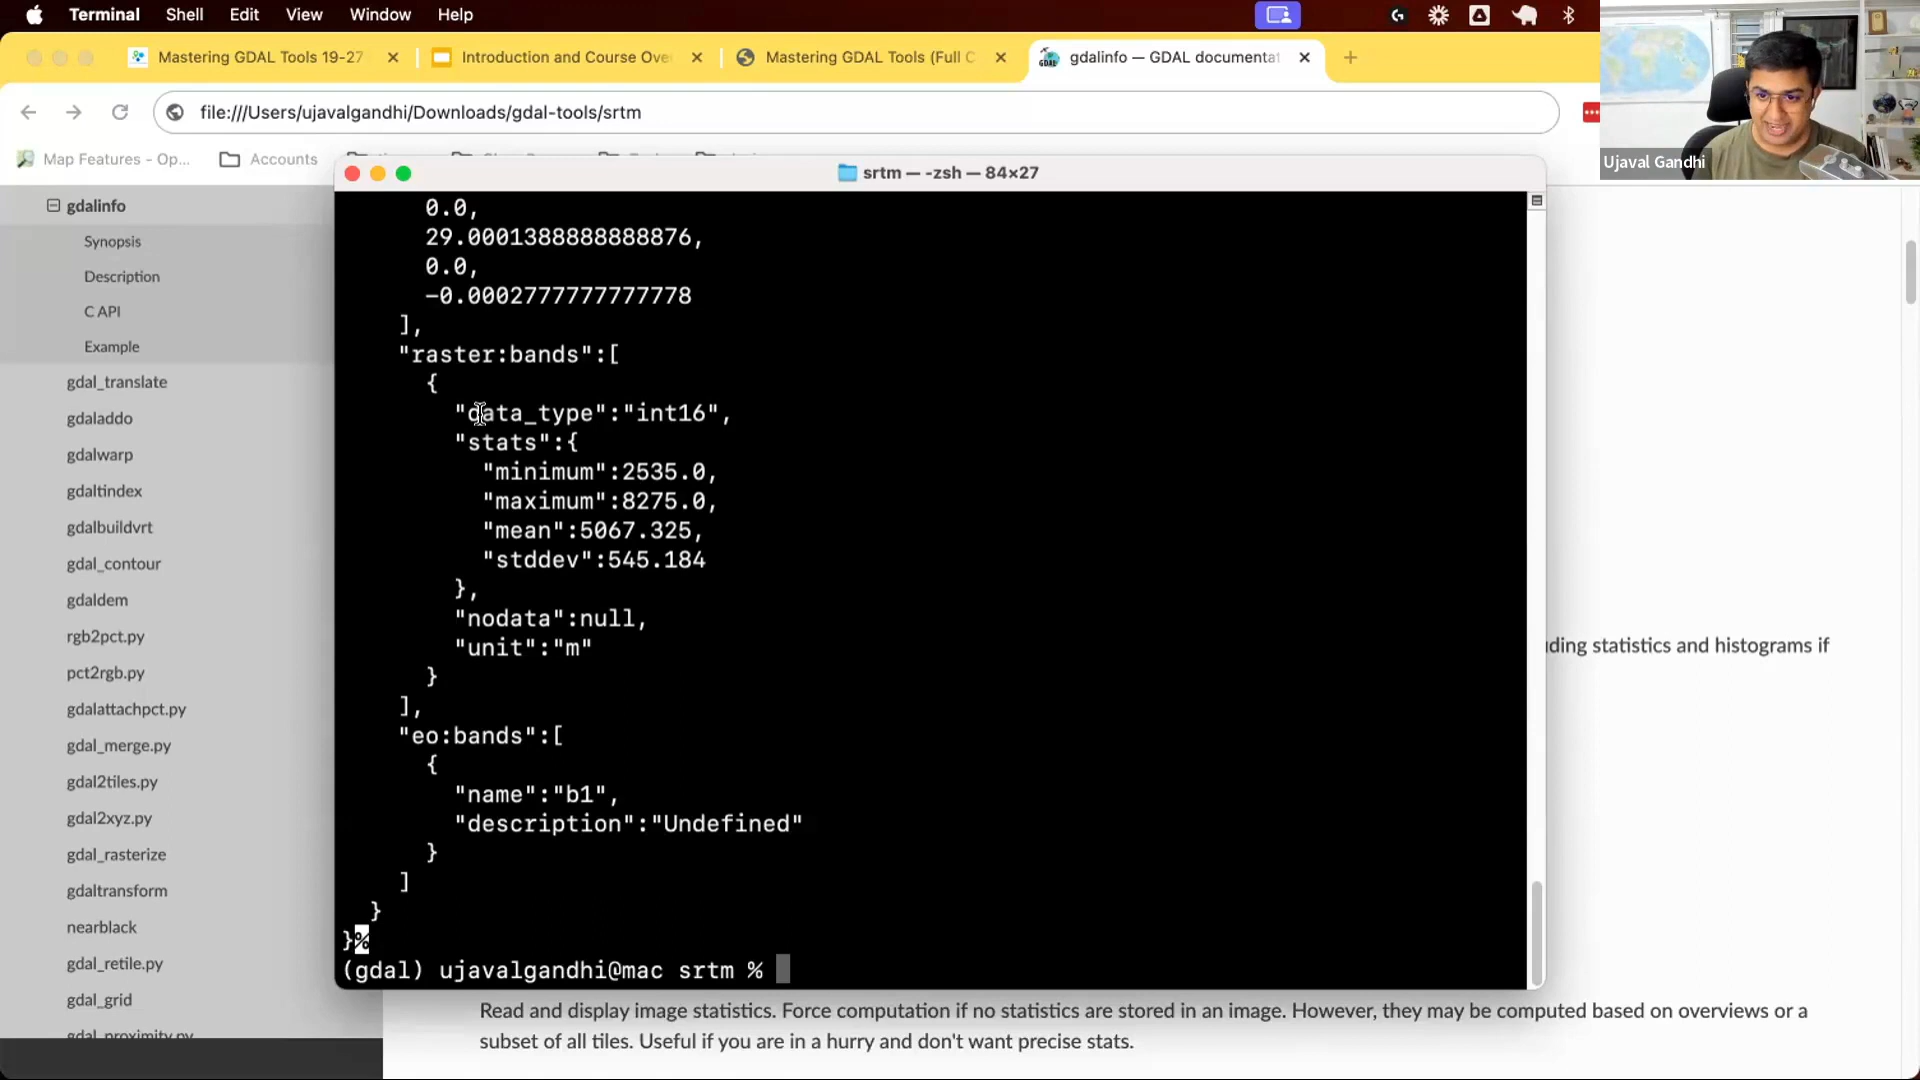 Terminal Shell Edit View Window Help
Mastering GDAL Tools 19-27
Introduction and Course Ove
Mastering GDAL Tools (Full C
gdalinfo — GDAL documentat
file:///Users/ujavalgandhi/Downloads/gdal-tools/srtm
Map Features - Op...
Accounts
Ujaval Gandhi
srtm — -zsh — 84×27
gdalinfo
Synopsis
Description
C API
Example
gdal_translate
gdaladdo
gdalwarp
gdaltindex
gdalbuildvrt
gdal_contour
gdaldem
rgb2pct.py
pct2rgb.py
gdalattachpct.py
gdal_merge.py
gdal2tiles.py
gdal2xyz.py
gdal_rasterize
gdaltransform
nearblack
gdal_retile.py
gdal_grid
gdal_proximity.py
0.0,
29.0001388888888876,
0.0,
-0.0002777777777778
],
"raster:bands":[
{
"data_type":"int16",
"stats":{
"minimum":2535.0,
"maximum":8275.0,
"mean":5067.325,
"stddev":545.184
},
"nodata":null,
"unit":"m"
}
],
"eo:bands":[
{
"name":"b1",
"description":"Undefined"
}
]
}
}%
(gdal) ujavalgandhi@mac srtm %
uding statistics and histograms if
Read and display image statistics. Force computation if no statistics are stored in an image. However, they may be computed based on overviews or a
subset of all tiles. Useful if you are in a hurry and don't want precise stats.